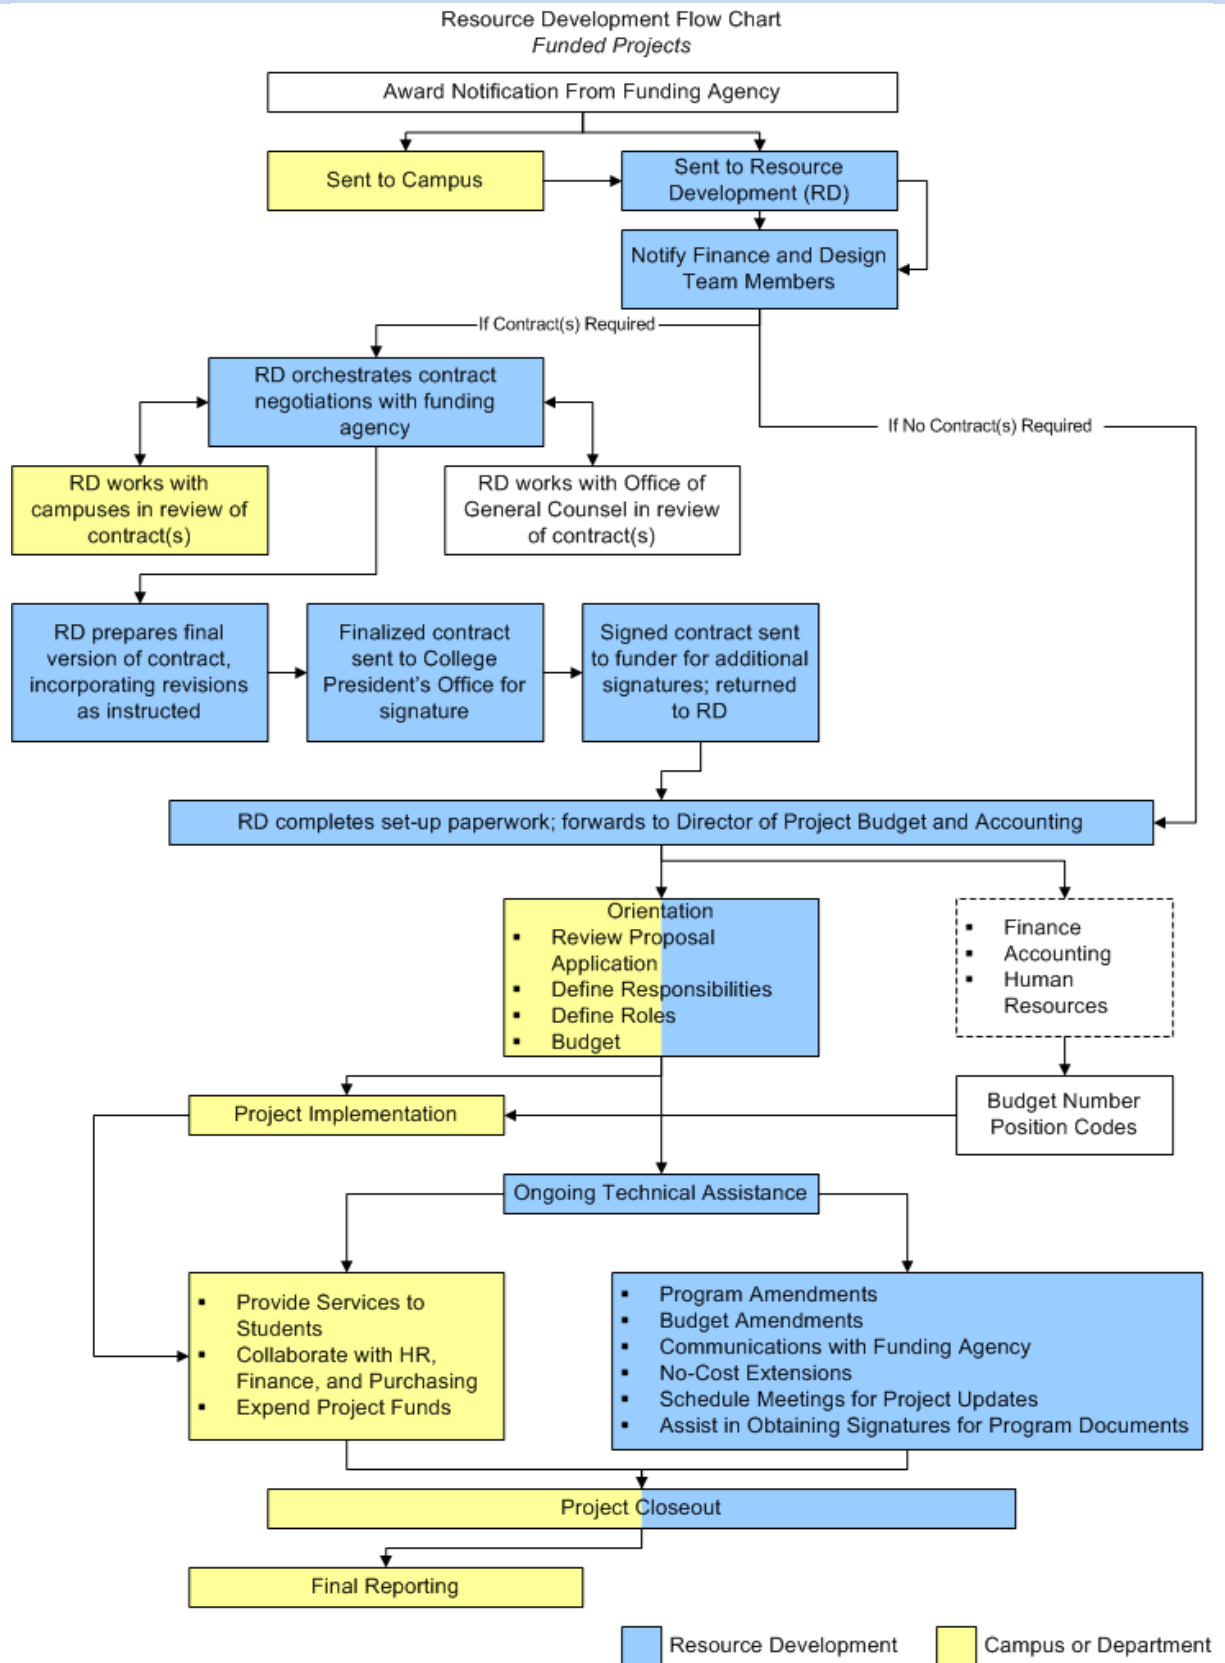 Resource Development Flow Chart
Funded Projects
Award Notification From Funding Agency
Sent to Campus
Sent to Resource
Development (RD)
Notify Finance and Design
Team Members
If Contract(s) Required
RD orchestrates contract
negotiations with funding
agency
If No Contract(s) Required
RD works with
campuses in review of
contract(s)
RD works with Office of
General Counsel in review
of contract(s)
RD prepares final
version of contract,
incorporating revisions
as instructed
Finalized contract
sent to College
President's Office for
signature
Signed contract sent
to funder for additional
signatures; returned
to RD
RD completes set-up paperwork; forwards to Director of Project Budget and Accounting
Orientation
▪ Review Proposal
Application
▪ Define Responsibilities
▪ Define Roles
▪ Budget
▪ Finance
▪ Accounting
▪ Human
Resources
Project Implementation
Budget Number
Position Codes
Ongoing Technical Assistance
▪ Provide Services to
Students
▪ Collaborate with HR,
Finance, and Purchasing
▪ Expend Project Funds
▪ Program Amendments
▪ Budget Amendments
▪ Communications with Funding Agency
▪ No-Cost Extensions
▪ Schedule Meetings for Project Updates
▪ Assist in Obtaining Signatures for Program Documents
Project Closeout
Final Reporting
Resource Development
Campus or Department